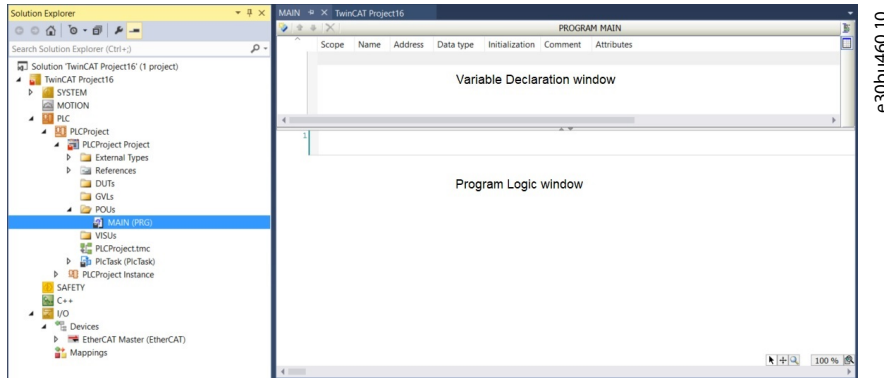 Solution Explorer
Search Solution Explorer (Ctrl+;)
Solution 'TwinCAT Project16' (1 project)
TwinCAT Project16
SYSTEM
MOTION
PLC
PLCProject
PLCProject Project
External Types
References
DUTs
GVLs
POUs
MAIN (PRG)
VISUs
PLCProject.tmc
PlcTask (PlcTask)
PLCProject Instance
SAFETY
C++
I/O
Devices
EtherCAT Master (EtherCAT)
Mappings
MAIN TwinCAT Project16
PROGRAM MAIN
Scope Name Address Data type Initialization Comment Attributes
Variable Declaration window
1
Program Logic window
100 %
e30bu460.10